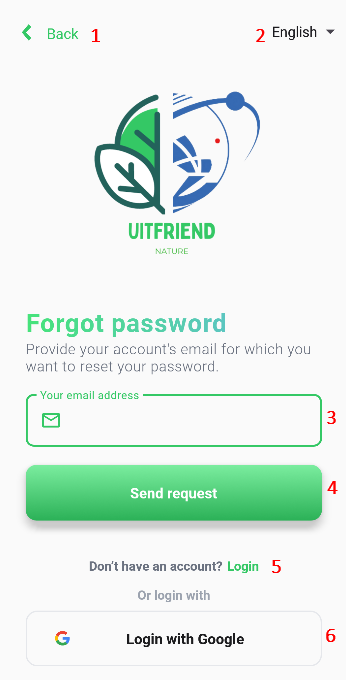 Back 1
2 English
UITFRIEND
NATURE
Forgot password
Provide your account's email for which you
want to reset your password.
Your email address
3
Send request 4
Don't have an account? Login 5
Or login with
Login with Google 6